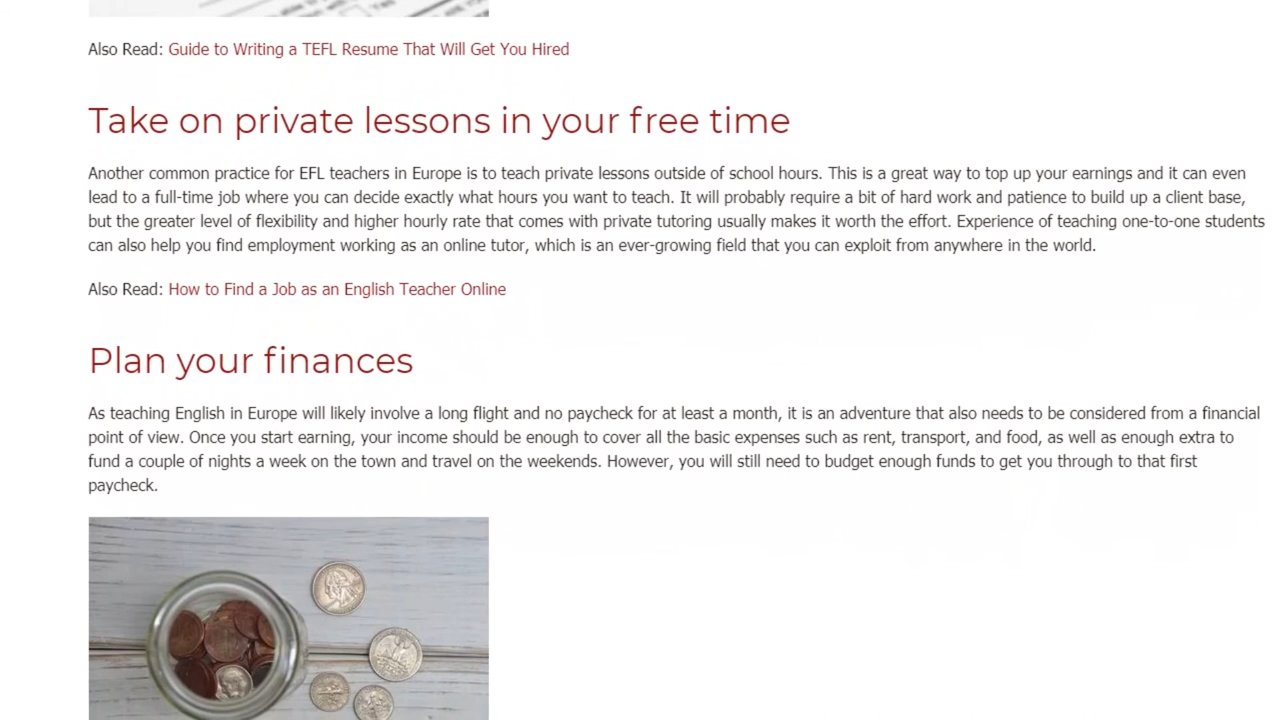 Also Read: Guide to Writing a TEFL Resume That Will Get You Hired
Take on private lessons in your free time
Another common practice for EFL teachers in Europe is to teach private lessons outside of school hours. This is a great way to top up your earnings and it can even
lead to a full-time job where you can decide exactly what hours you want to teach. It will probably require a bit of hard work and patience to build up a client base,
but the greater level of flexibility and higher hourly rate that comes with private tutoring usually makes it worth the effort. Experience of teaching one-to-one students
can also help you find employment working as an online tutor, which is an ever-growing field that you can exploit from anywhere in the world.
Also Read: How to Find a Job as an English Teacher Online
Plan your finances
As teaching English in Europe will likely involve a long flight and no paycheck for at least a month, it is an adventure that also needs to be considered from a financial
point of view. Once you start earning, your income should be enough to cover all the basic expenses such as rent, transport, and food, as well as enough extra to
fund a couple of nights a week on the town and travel on the weekends. However, you will still need to budget enough funds to get you through to that first
paycheck.